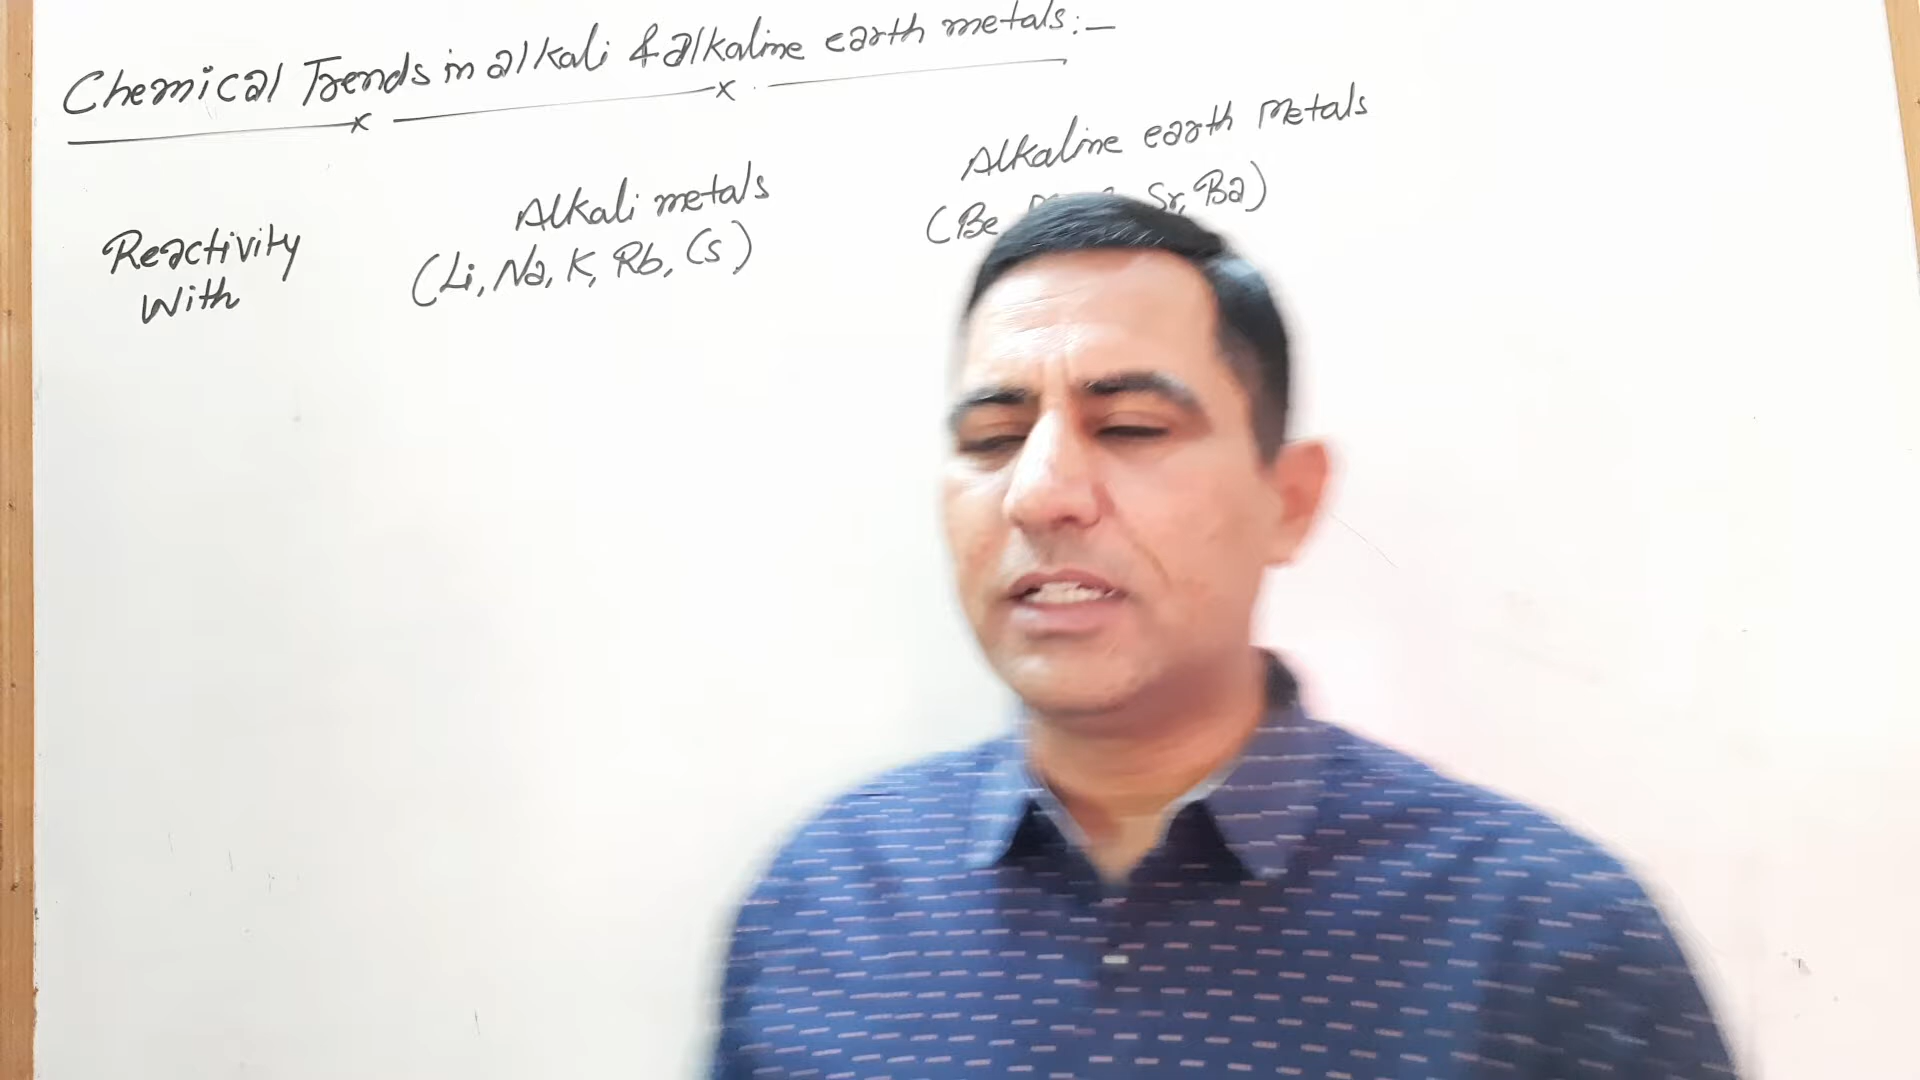 Chemical Trends in alkali & alkaline earth metals:-
Alkaline earth Metals
Alkali metals
(Be Sr, Ba)
Reactivity
(Li, Na, K, Rb, Cs)
With